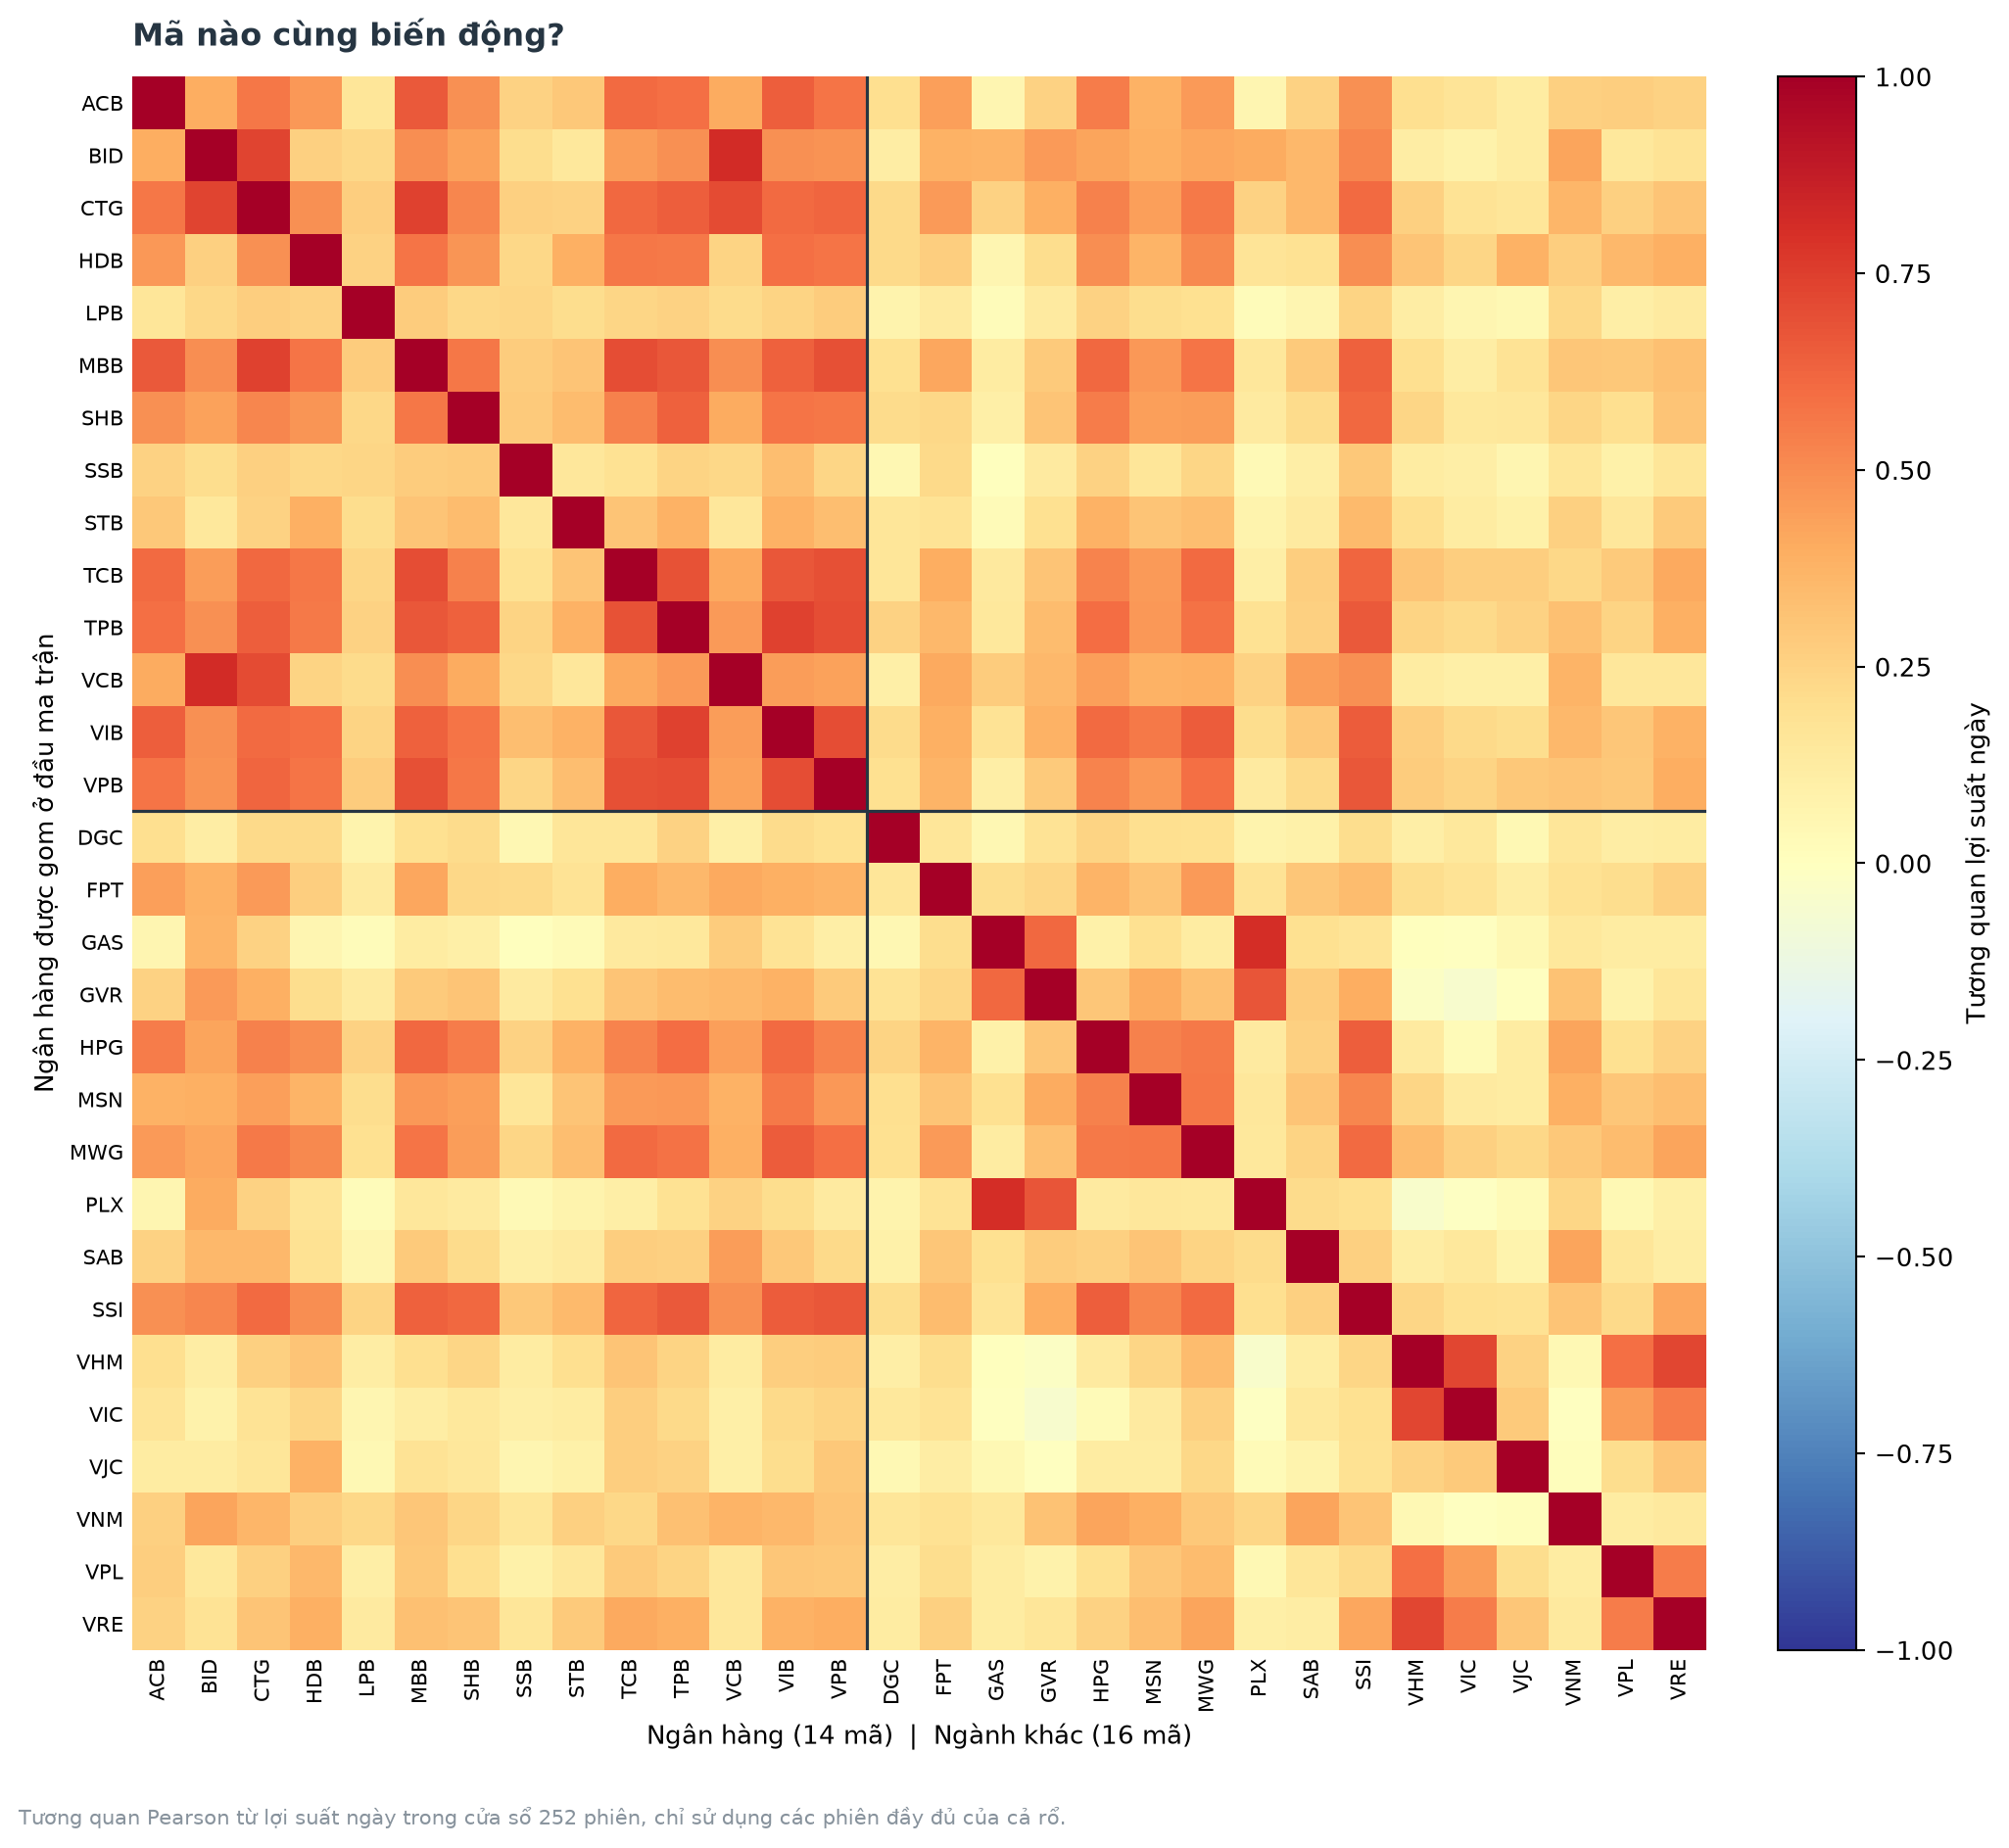 Mã nào cùng biến động?
Ngân hàng được gom ở đầu ma trận
ACB
BID
CTG
HDB
LPB
MBB
SHB
SSB
STB
TCB
TPB
VCB
VIB
VPB
DGC
FPT
GAS
GVR
HPG
MSN
MWG
PLX
SAB
SSI
VHM
VIC
VJC
VNM
VPL
VRE
ACB BID CTG HDB LPB MBB SHB SSB STB TCB TPB VCB VIB VPB DGC FPT GAS GVR HPG MSN MWG PLX SAB SSI VHM VIC VJC VNM VPL VRE
Ngân hàng (14 mã) | Ngành khác (16 mã)
1.00
0.75
0.50
0.25
0.00
−0.25
−0.50
−0.75
−1.00
Tương quan lợi suất ngày
Tương quan Pearson từ lợi suất ngày trong cửa sổ 252 phiên, chỉ sử dụng các phiên đầy đủ của cả rổ.